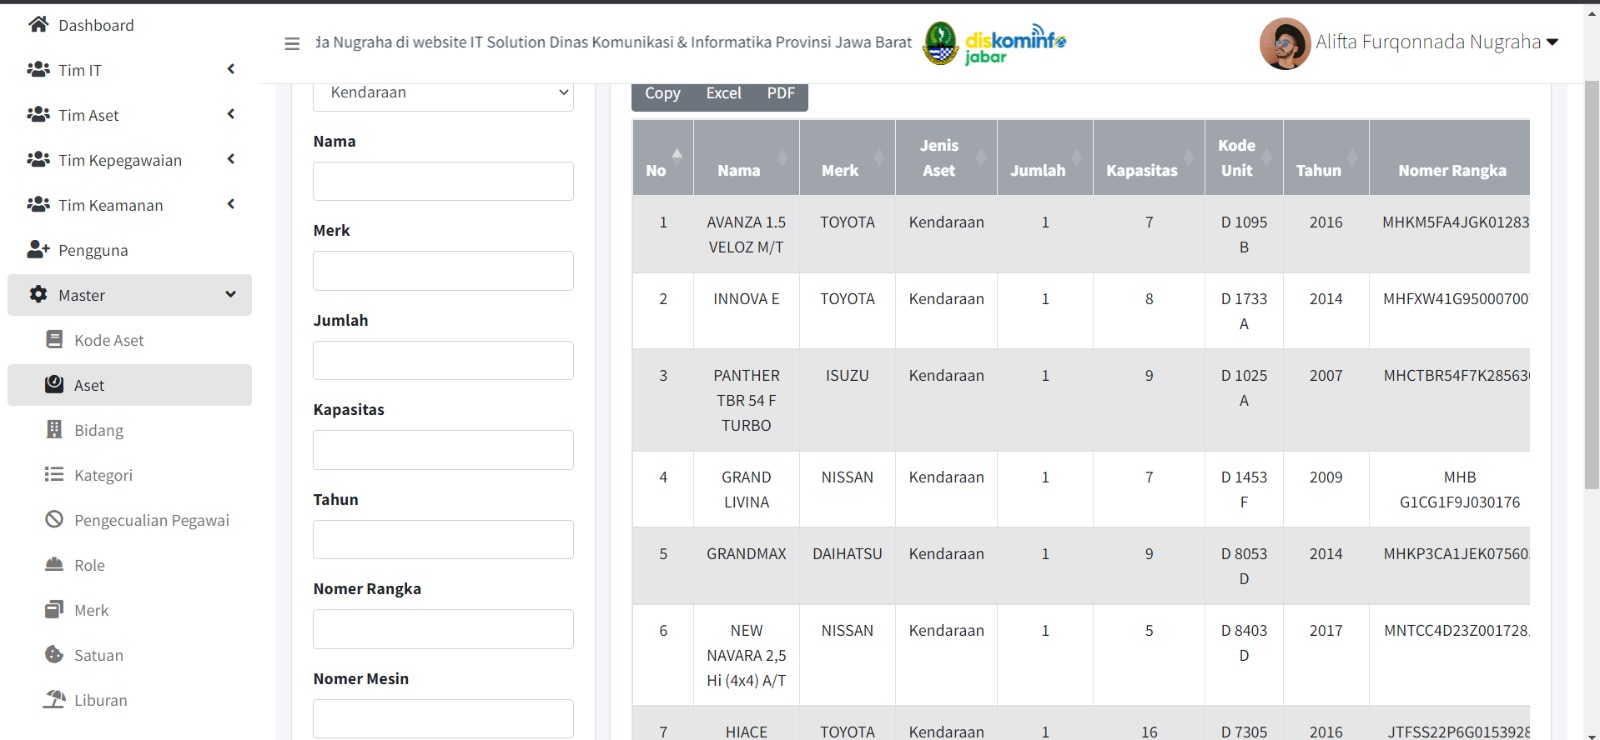 Dashboard
Tim IT
Tim Aset
Tim Kepegawaian
Tim Keamanan
Pengguna
Master
Kode Aset
Aset
Bidang
Kategori
Pengecualian Pegawai
Role
Merk
Satuan
Liburan
da Nugraha di website IT Solution Dinas Komunikasi & Informatika Provinsi Jawa Barat
diskominfo
jabar
Alifta Furqonnada Nugraha
Kendaraan
Nama
Merk
Jumlah
Kapasitas
Tahun
Nomer Rangka
Nomer Mesin
Copy Excel PDF
No Nama Merk Jenis Aset Jumlah Kapasitas Kode Unit Tahun Nomer Rangka
1 AVANZA 1.5 VELOZ M/T TOYOTA Kendaraan 1 7 D 1095 B 2016 MHKM5FA4JGK01283
2 INNOVA E TOYOTA Kendaraan 1 8 D 1733 A 2014 MHFXW41G95000700
3 PANTHER TBR 54 F TURBO ISUZU Kendaraan 1 9 D 1025 A 2007 MHCTBR54F7K28563
4 GRAND LIVINA NISSAN Kendaraan 1 7 D 1453 F 2009 MHB G1CG1F9J030176
5 GRANDMAX DAIHATSU Kendaraan 1 9 D 8053 D 2014 MHKP3CA1JEK07560
6 NEW NAVARA 2,5 Hi (4x4) A/T NISSAN Kendaraan 1 5 D 8403 D 2017 MNTCC4D23Z001728
7 HIACE TOYOTA Kendaraan 1 16 D 7305 2016 JTFSS22P6G0153928